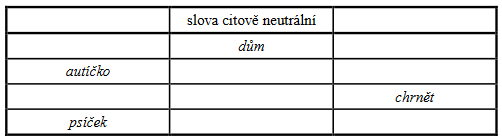 slova citově neutrální
dům
autíčko
chrnět
psíček